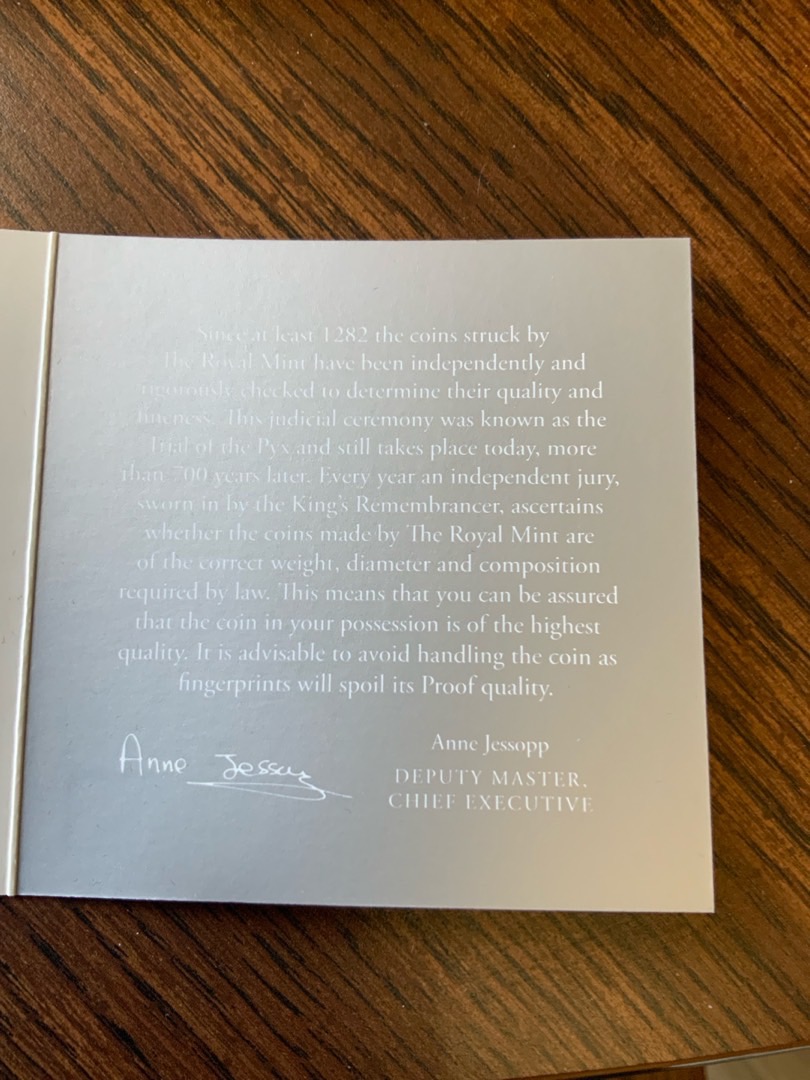 Since at least 1282 the coins struck by
The Royal Mint have been independently and
rigorously checked to determine their quality and
fineness. This judicial ceremony was known as the
Trial of the Pyx and still takes place today, more
than 700 years later. Every year an independent jury,
sworn in by the King's Remembrancer, ascertains
whether the coins made by The Royal Mint are
of the correct weight, diameter and composition
required by law. This means that you can be assured
that the coin in your possession is of the highest
quality. It is advisable to avoid handling the coin as
fingerprints will spoil its Proof quality.
Anne Jessopp
Anne Jessopp
DEPUTY MASTER,
CHIEF EXECUTIVE